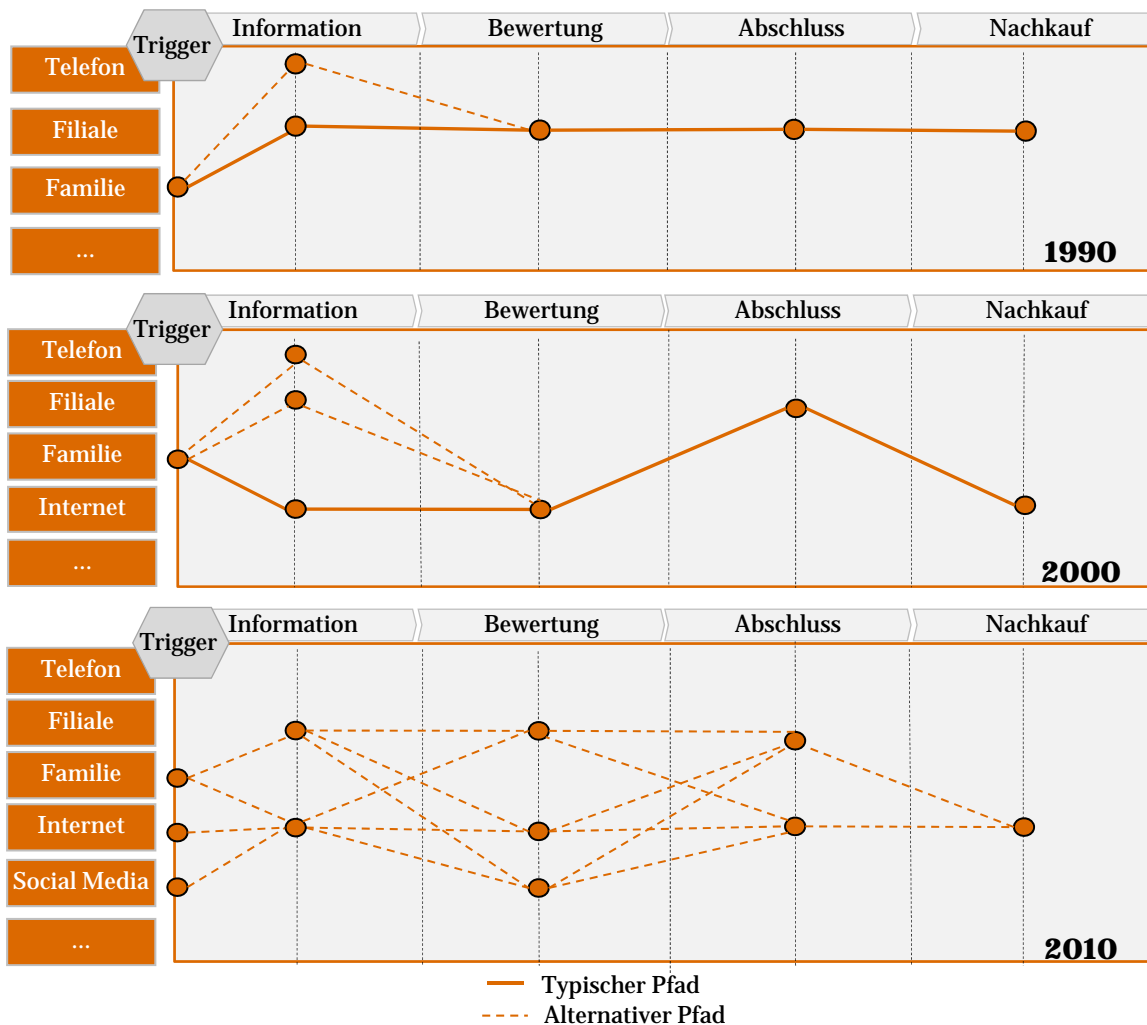 Information Bewertung Abschluss Nachkauf
Trigger
Telefon
Filiale
Familie
...
1990
Information Bewertung Abschluss Nachkauf
Trigger
Telefon
Filiale
Familie
Internet
...
2000
Information Bewertung Abschluss Nachkauf
Trigger
Telefon
Filiale
Familie
Internet
Social Media
...
2010
Typischer Pfad
Alternativer Pfad